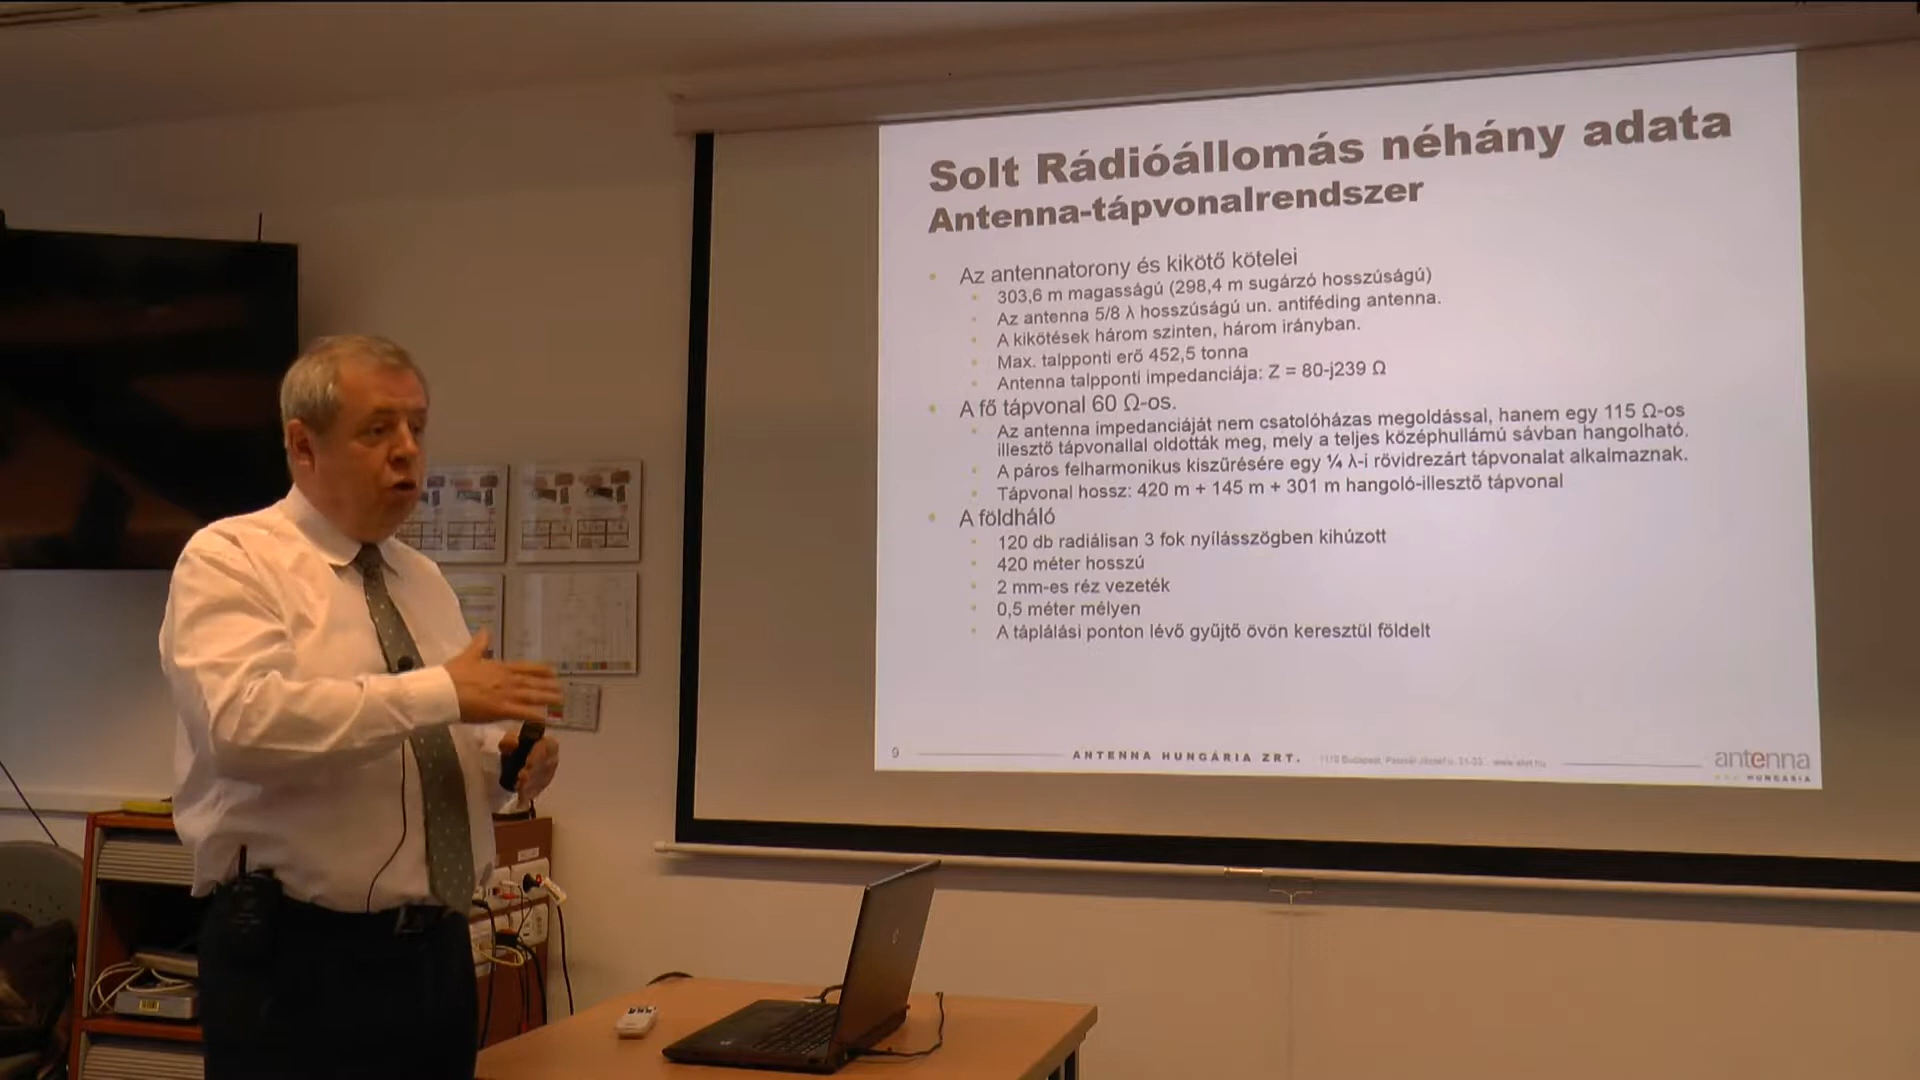 Solt Rádióállomás néhány adata
Antenna-tápvonalrendszer
Az antennatorony és kikötő kötelei
303,6 m magasságú (298,4 m sugárzó hosszúságú)
Az antenna 5/8 λ hosszúságú un. antiféding antenna.
A kikötések három szinten, három irányban.
Max. talpponti erő 452,5 tonna
Antenna talpponti impedanciája: Z = 80-j239 Ω
A fő tápvonal 60 Ω-os.
Az antenna impedanciáját nem csatolóházas megoldással, hanem egy 115 Ω-os
illesztő tápvonallal oldották meg, mely a teljes középhullámú sávban hangolható.
A páros felharmonikus kiszűrésére egy ¼ λ-i rövidrezárt tápvonalat alkalmaznak.
Tápvonal hossz: 420 m + 145 m + 301 m hangoló-illesztő tápvonal
A földháló
120 db radiálisan 3 fok nyílásszögben kihúzott
420 méter hosszú
2 mm-es réz vezeték
0,5 méter mélyen
A táplálási ponton lévő gyűjtő övön keresztül földelt
9
ANTENNA HUNGÁRIA ZRT.
antenna
HUNGÁRIA